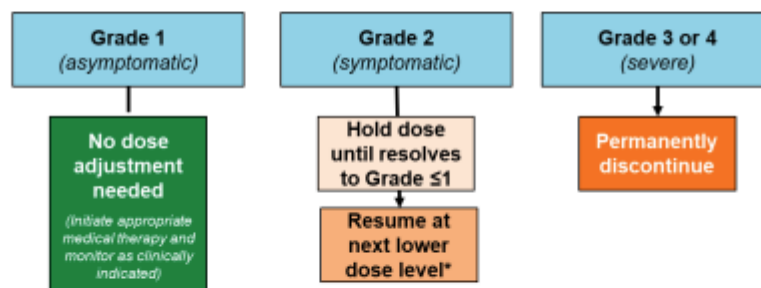 Grade 1
(asymptomatic)
Grade 2
(symptomatic)
Grade 3 or 4
(severe)
No dose
adjustment
needed
(Initiate appropriate
medical therapy and
monitor as clinically
indicated)
Hold dose
until resolves
to Grade ≤1
Resume at
next lower
dose level*
Permanently
discontinue